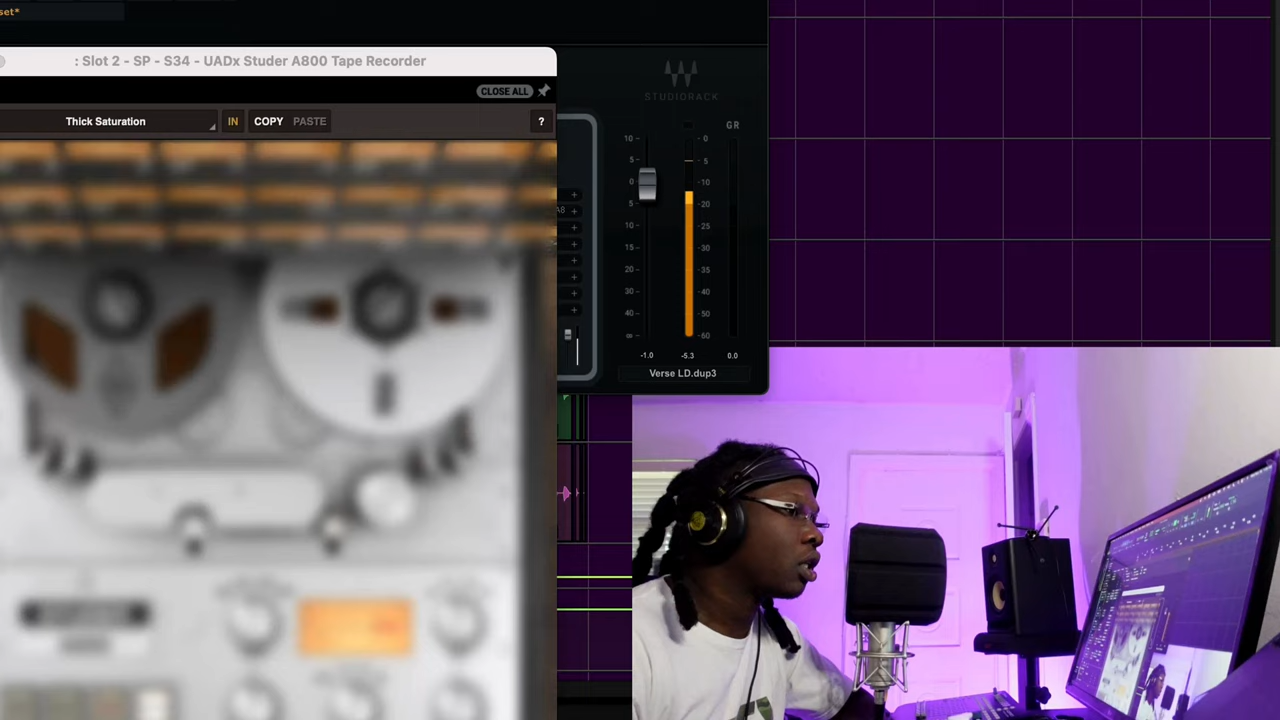 set*
: Slot 2 - SP - S34 - UADx Studer A800 Tape Recorder
CLOSE ALL
Thick Saturation
IN
COPY
PASTE
?
STUDIORACK
GR
10
5
0
5
10
15
20
30
40
∞
0
5
10
20
25
30
35
40
50
60
A8
-1.0
-5.3
0.0
Verse LD.dup3